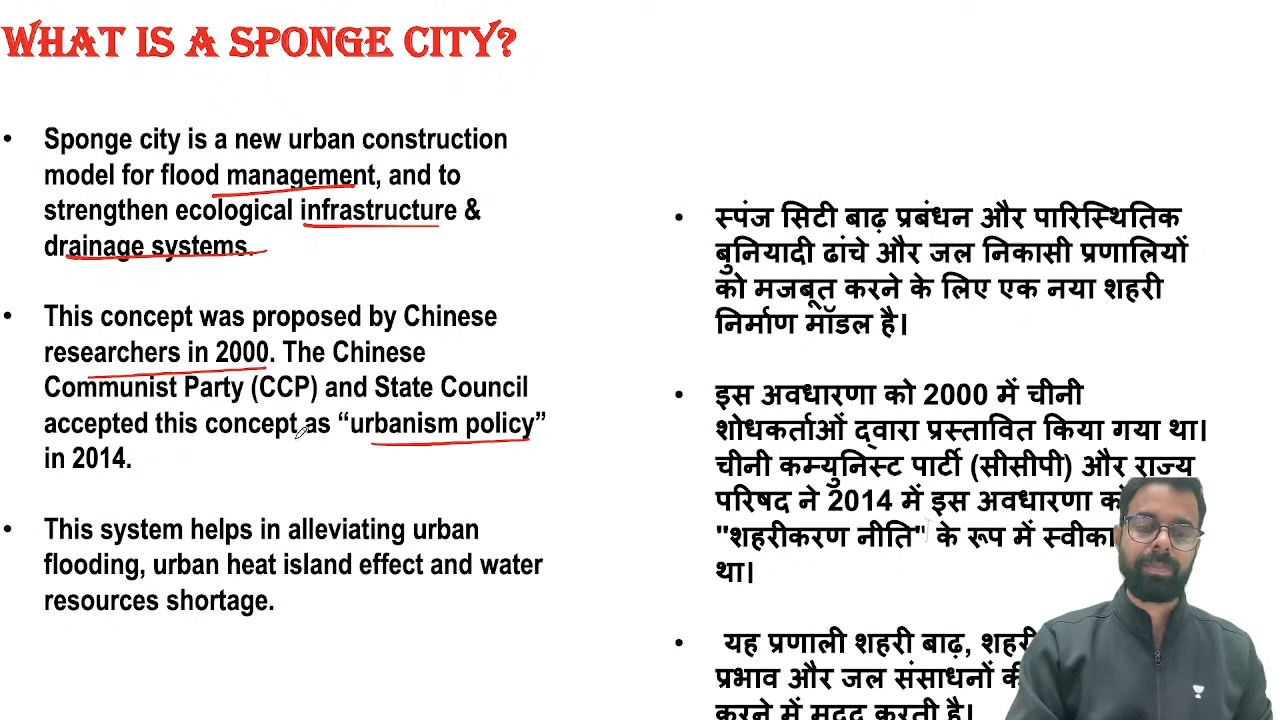 WHAT IS A SPONGE CITY?
• Sponge city is a new urban construction
model for flood management, and to
strengthen ecological infrastructure &
drainage systems.
• This concept was proposed by Chinese
researchers in 2000. The Chinese
Communist Party (CCP) and State Council
accepted this concept as “urbanism policy”
in 2014.
• This system helps in alleviating urban
flooding, urban heat island effect and water
resources shortage.
• स्पंज सिटी बाढ़ प्रबंधन और पारिस्थितिक
बुनियादी ढांचे और जल निकासी प्रणालियों
को मजबूत करने के लिए एक नया शहरी
निर्माण मॉडल है।
• इस अवधारणा को 2000 में चीनी
शोधकर्ताओं द्वारा प्रस्तावित किया गया था।
चीनी कम्युनिस्ट पार्टी (सीसीपी) और राज्य
परिषद ने 2014 में इस अवधारणा को
"शहरीकरण नीति" के रूप में
था।
• यह प्रणाली शहरी बाढ़, शहरी
प्रभाव और जल संसाधनों
करने में मदद करती है।